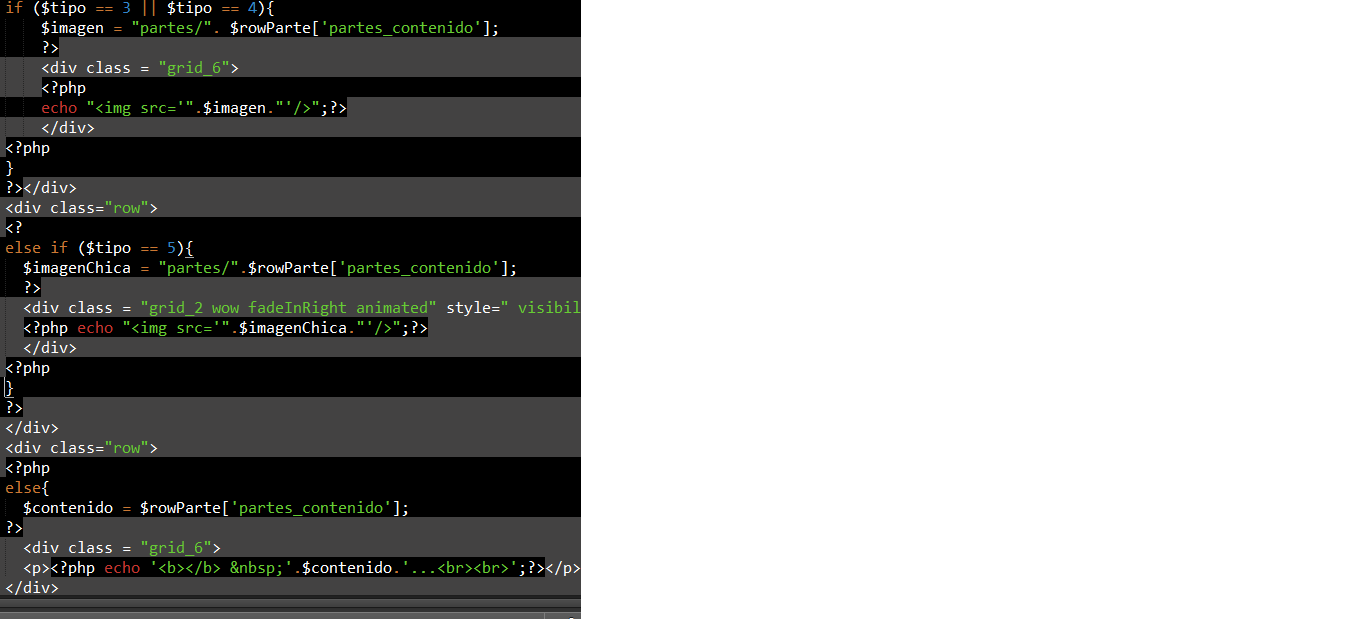 if ($tipo == 3 || $tipo == 4){
    $imagen = "partes/". $rowParte['partes_contenido'];
    ?>
    <div class = "grid_6">
    <?php
    echo "<img src='".$imagen."'/>";?>
    </div>
<?php
}
?></div>
<div class="row">
<?
else if ($tipo == 5){
  $imagenChica = "partes/".$rowParte['partes_contenido'];
  ?>
  <div class = "grid_2 wow fadeInRight animated" style=" visibil
  <?php echo "<img src='".$imagenChica."'/>";?>
  </div>
<?php
}
?>
</div>
<div class="row">
<?php
else{
  $contenido = $rowParte['partes_contenido'];
?>
  <div class = "grid_6">
  <p><?php echo '<b></b> &nbsp;'.$contenido.'...<br><br>';?></p>
</div>